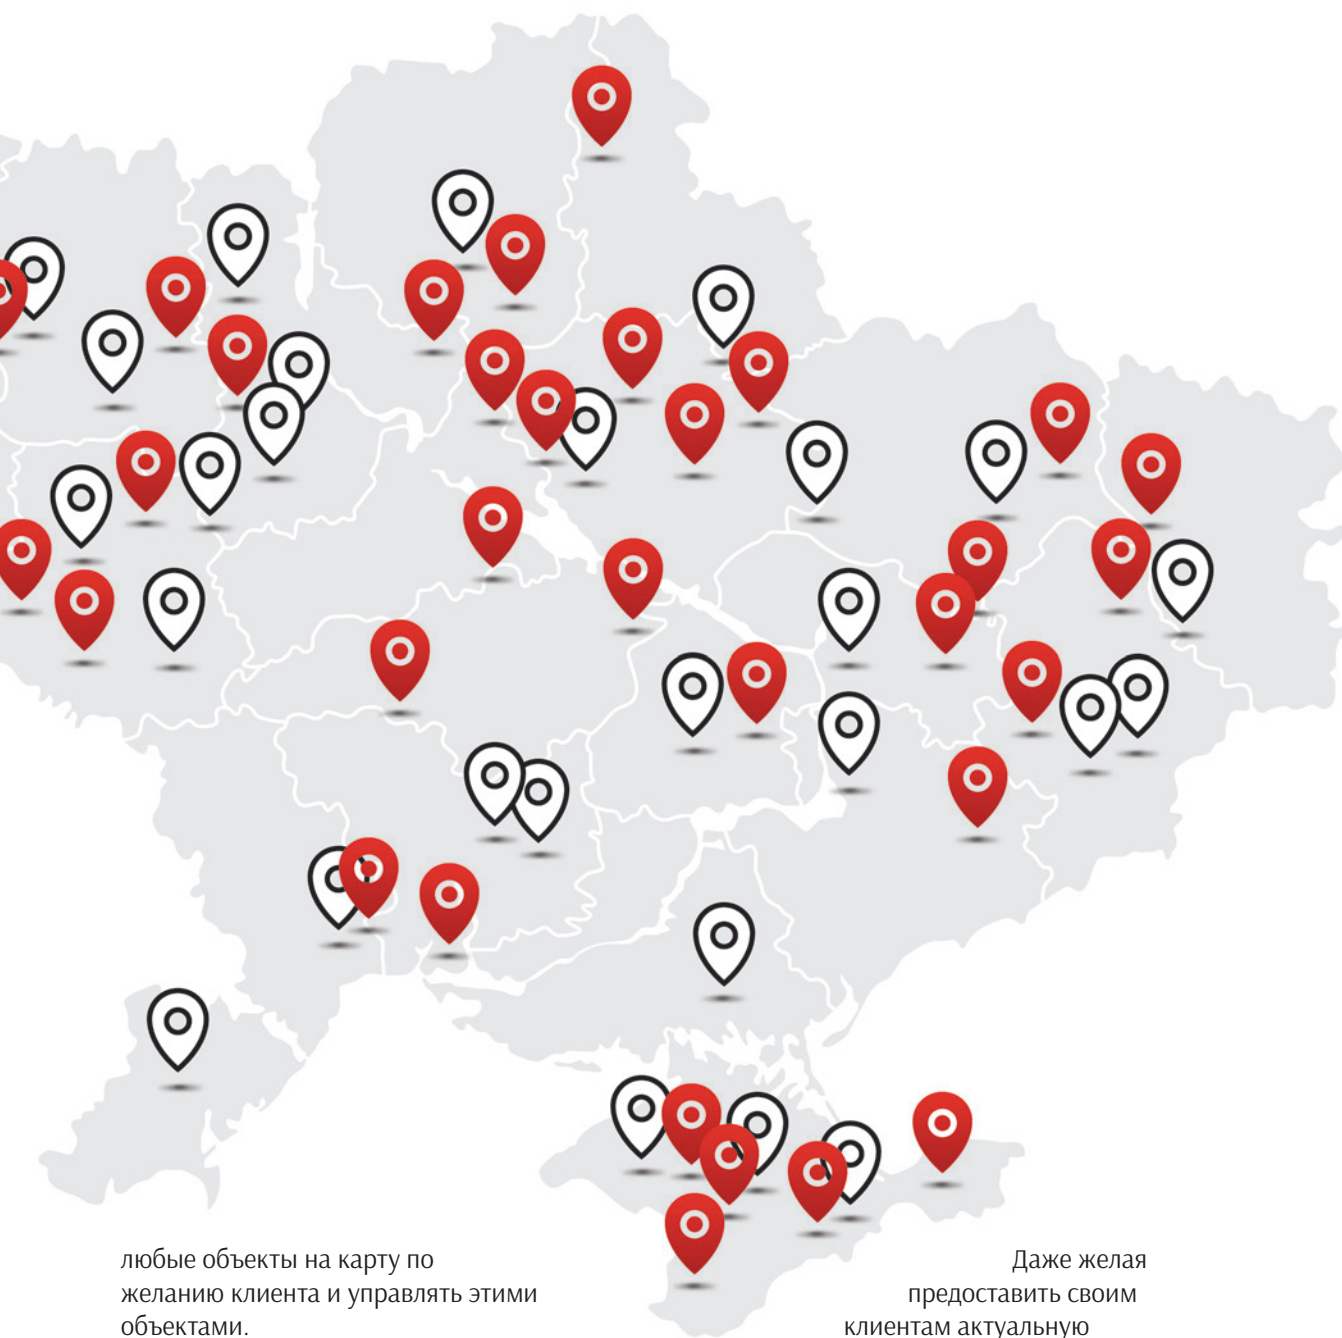 любые объекты на карту по
желанию клиента и управлять этими
объектами.
Даже желая
предоставить своим
клиентам актуальную